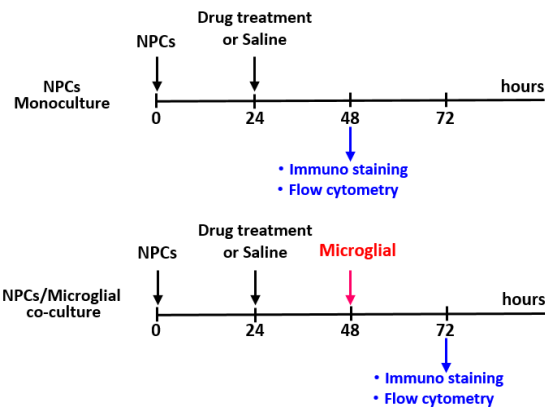 Drug treatment
or Saline
NPCs
NPCs
Monoculture
hours
0 24 48 72
• Immuno staining
• Flow cytometry
Drug treatment
or Saline
NPCs
Microglial
NPCs/Microglial
co-culture
hours
0 24 48 72
• Immuno staining
• Flow cytometry